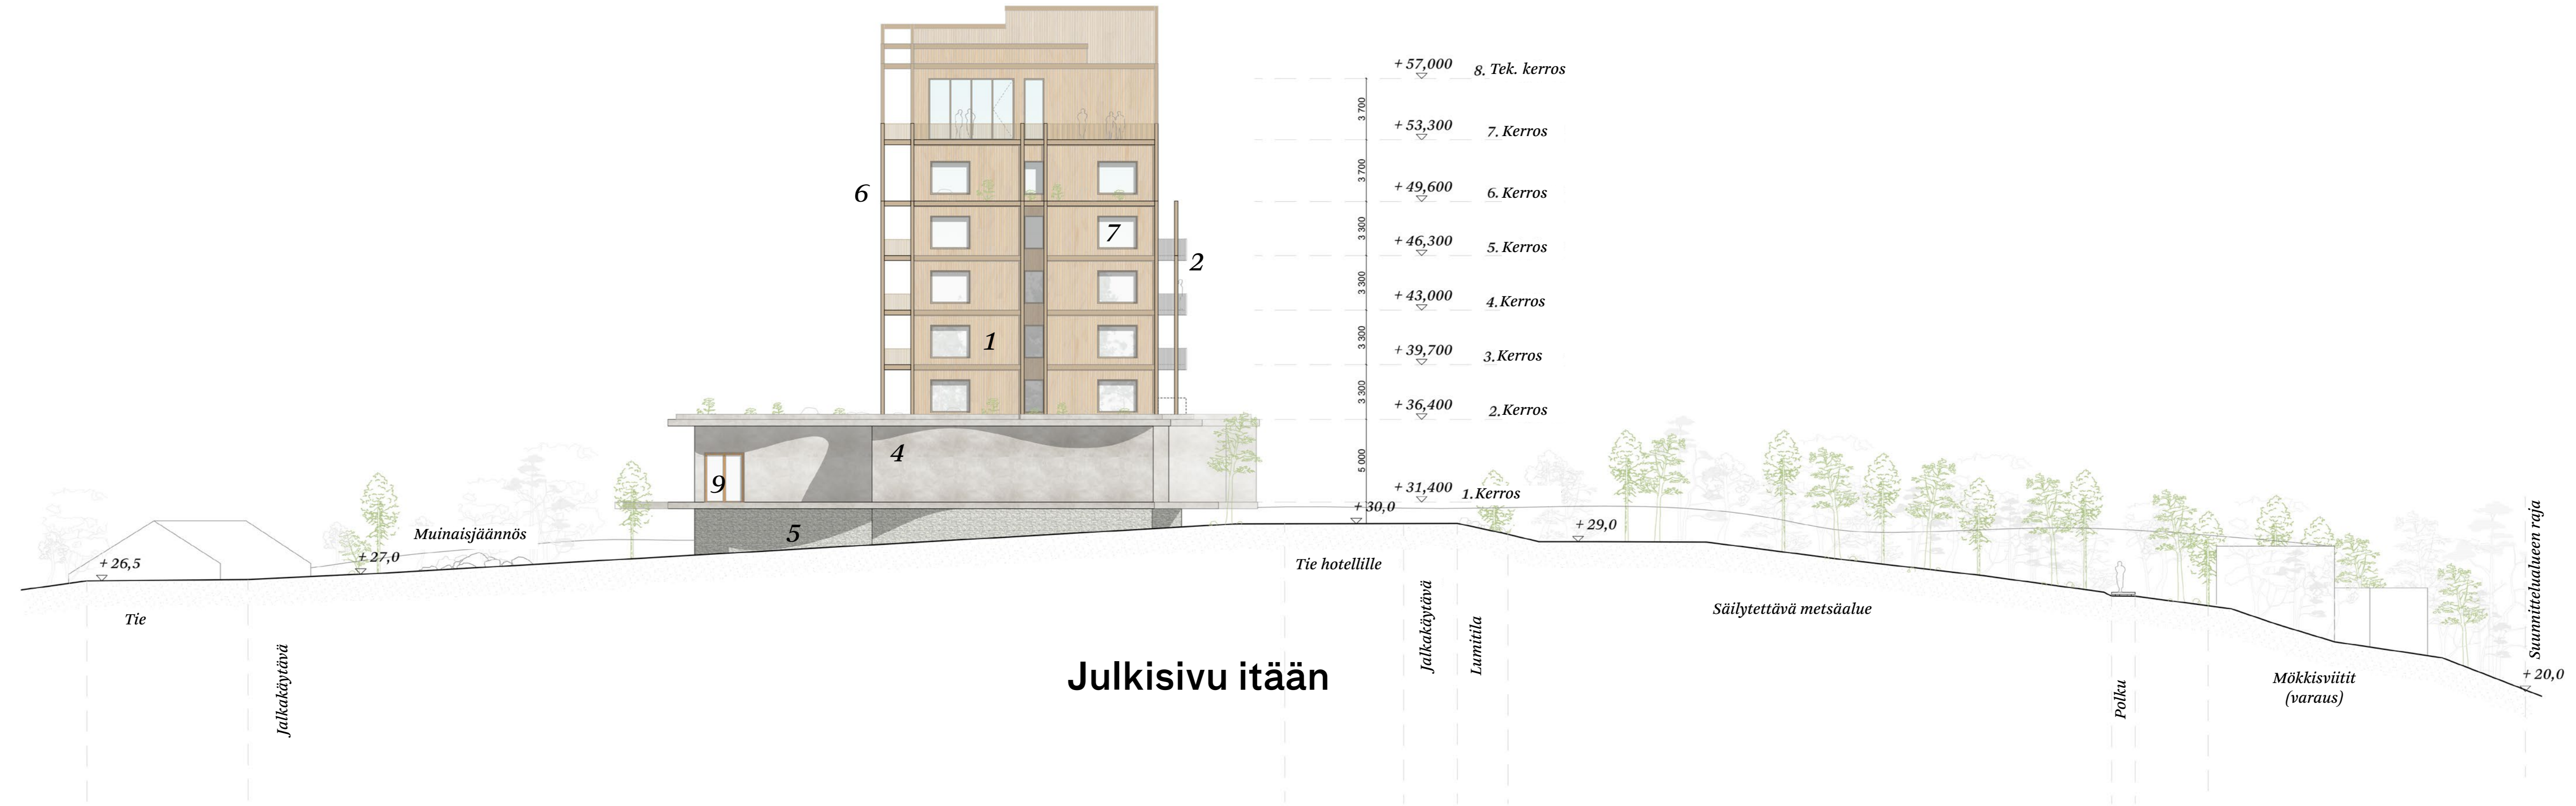 + 57,000 8. Tek. kerros
3 700
+ 53,300 7. Kerros
3 700
+ 49,600 6. Kerros
6
3 300
+ 46,300 5. Kerros
7
2
3 300
+ 43,000 4. Kerros
3 300
+ 39,700 3. Kerros
1
3 300
+ 36,400 2. Kerros
4
5 000
9
+ 31,400 1. Kerros
+ 30,0
+ 29,0
5
Muinaisjäännös
+ 27,0
+ 26,5
Tie
Jalkakäytävä
Tie hotellille
Jalkakäytävä
Lumitila
Säilytettävä metsäalue
Polku
Mökkisviitit
(varaus)
Suunnittelualueen raja
+ 20,0
Julkisivu itään